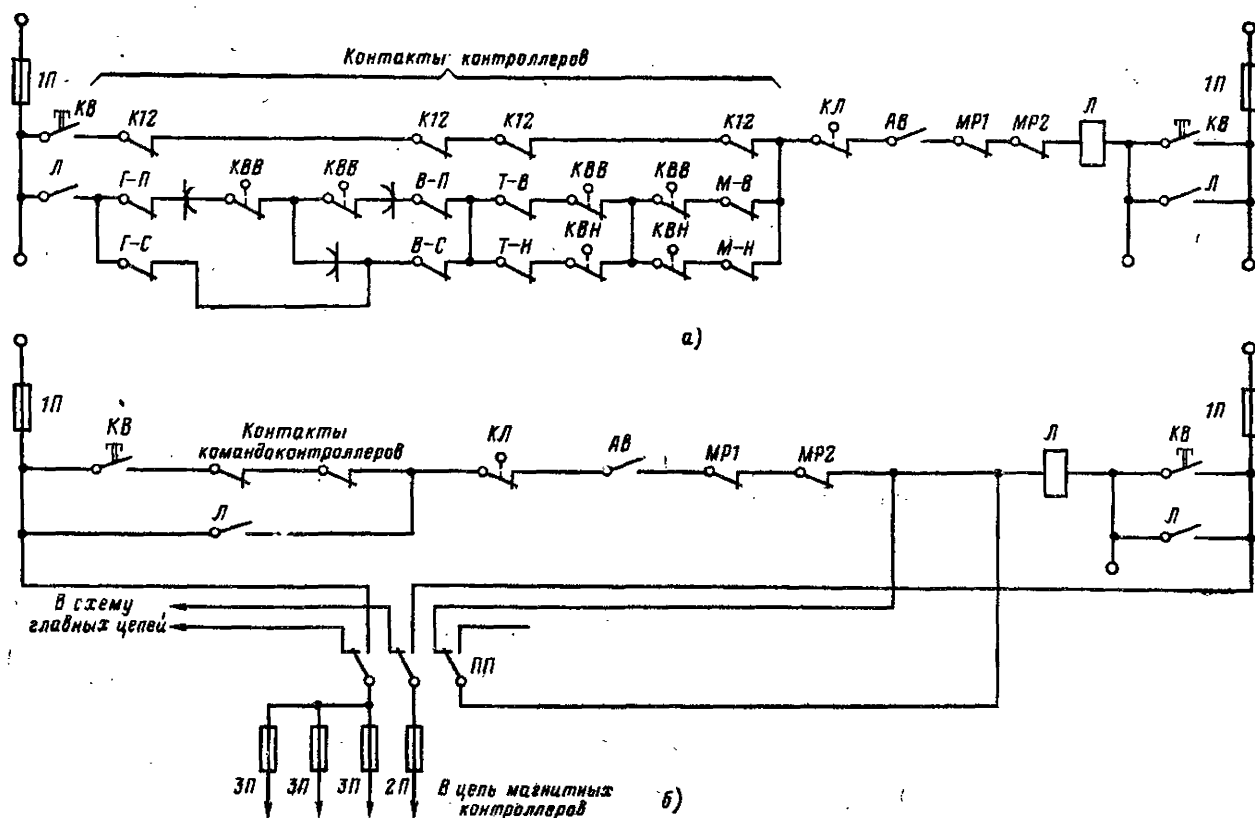 Контакты контроллеров
1П
КВ
К12
К12
К12
К12
КЛ
АВ
МР1
МР2
Л
КВ
1П
Л
Г-П
КВВ
КВВ
В-П
Т-В
КВВ
КВВ
М-В
Л
Г-С
В-С
Т-Н
КВН
КВН
М-Н
а)
1П
КВ
Контакты
командоконтроллеров
КЛ
АВ
МР1
МР2
Л
КВ
1П
Л
Л
В схему
главных цепей
ПП
3П
3П
3П
2П
В цепь магнитных
контроллеров
б)